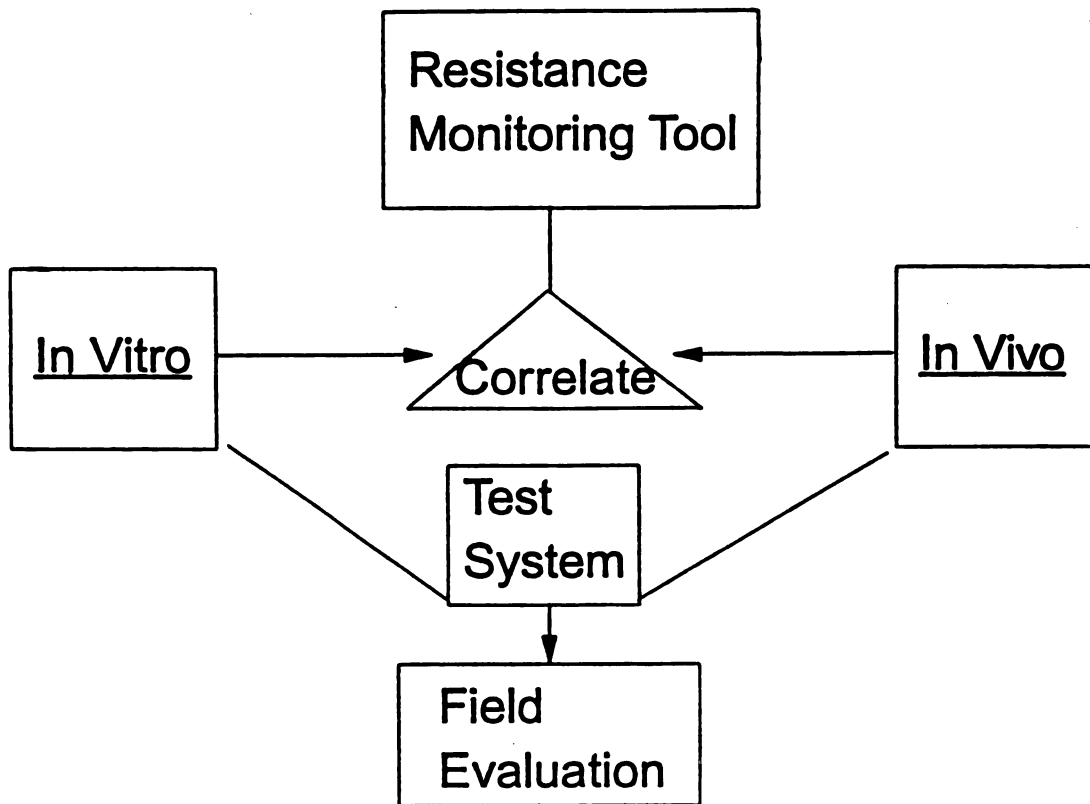 Resistance
Monitoring Tool
In Vitro
Correlate
In Vivo
Test
System
Field
Evaluation